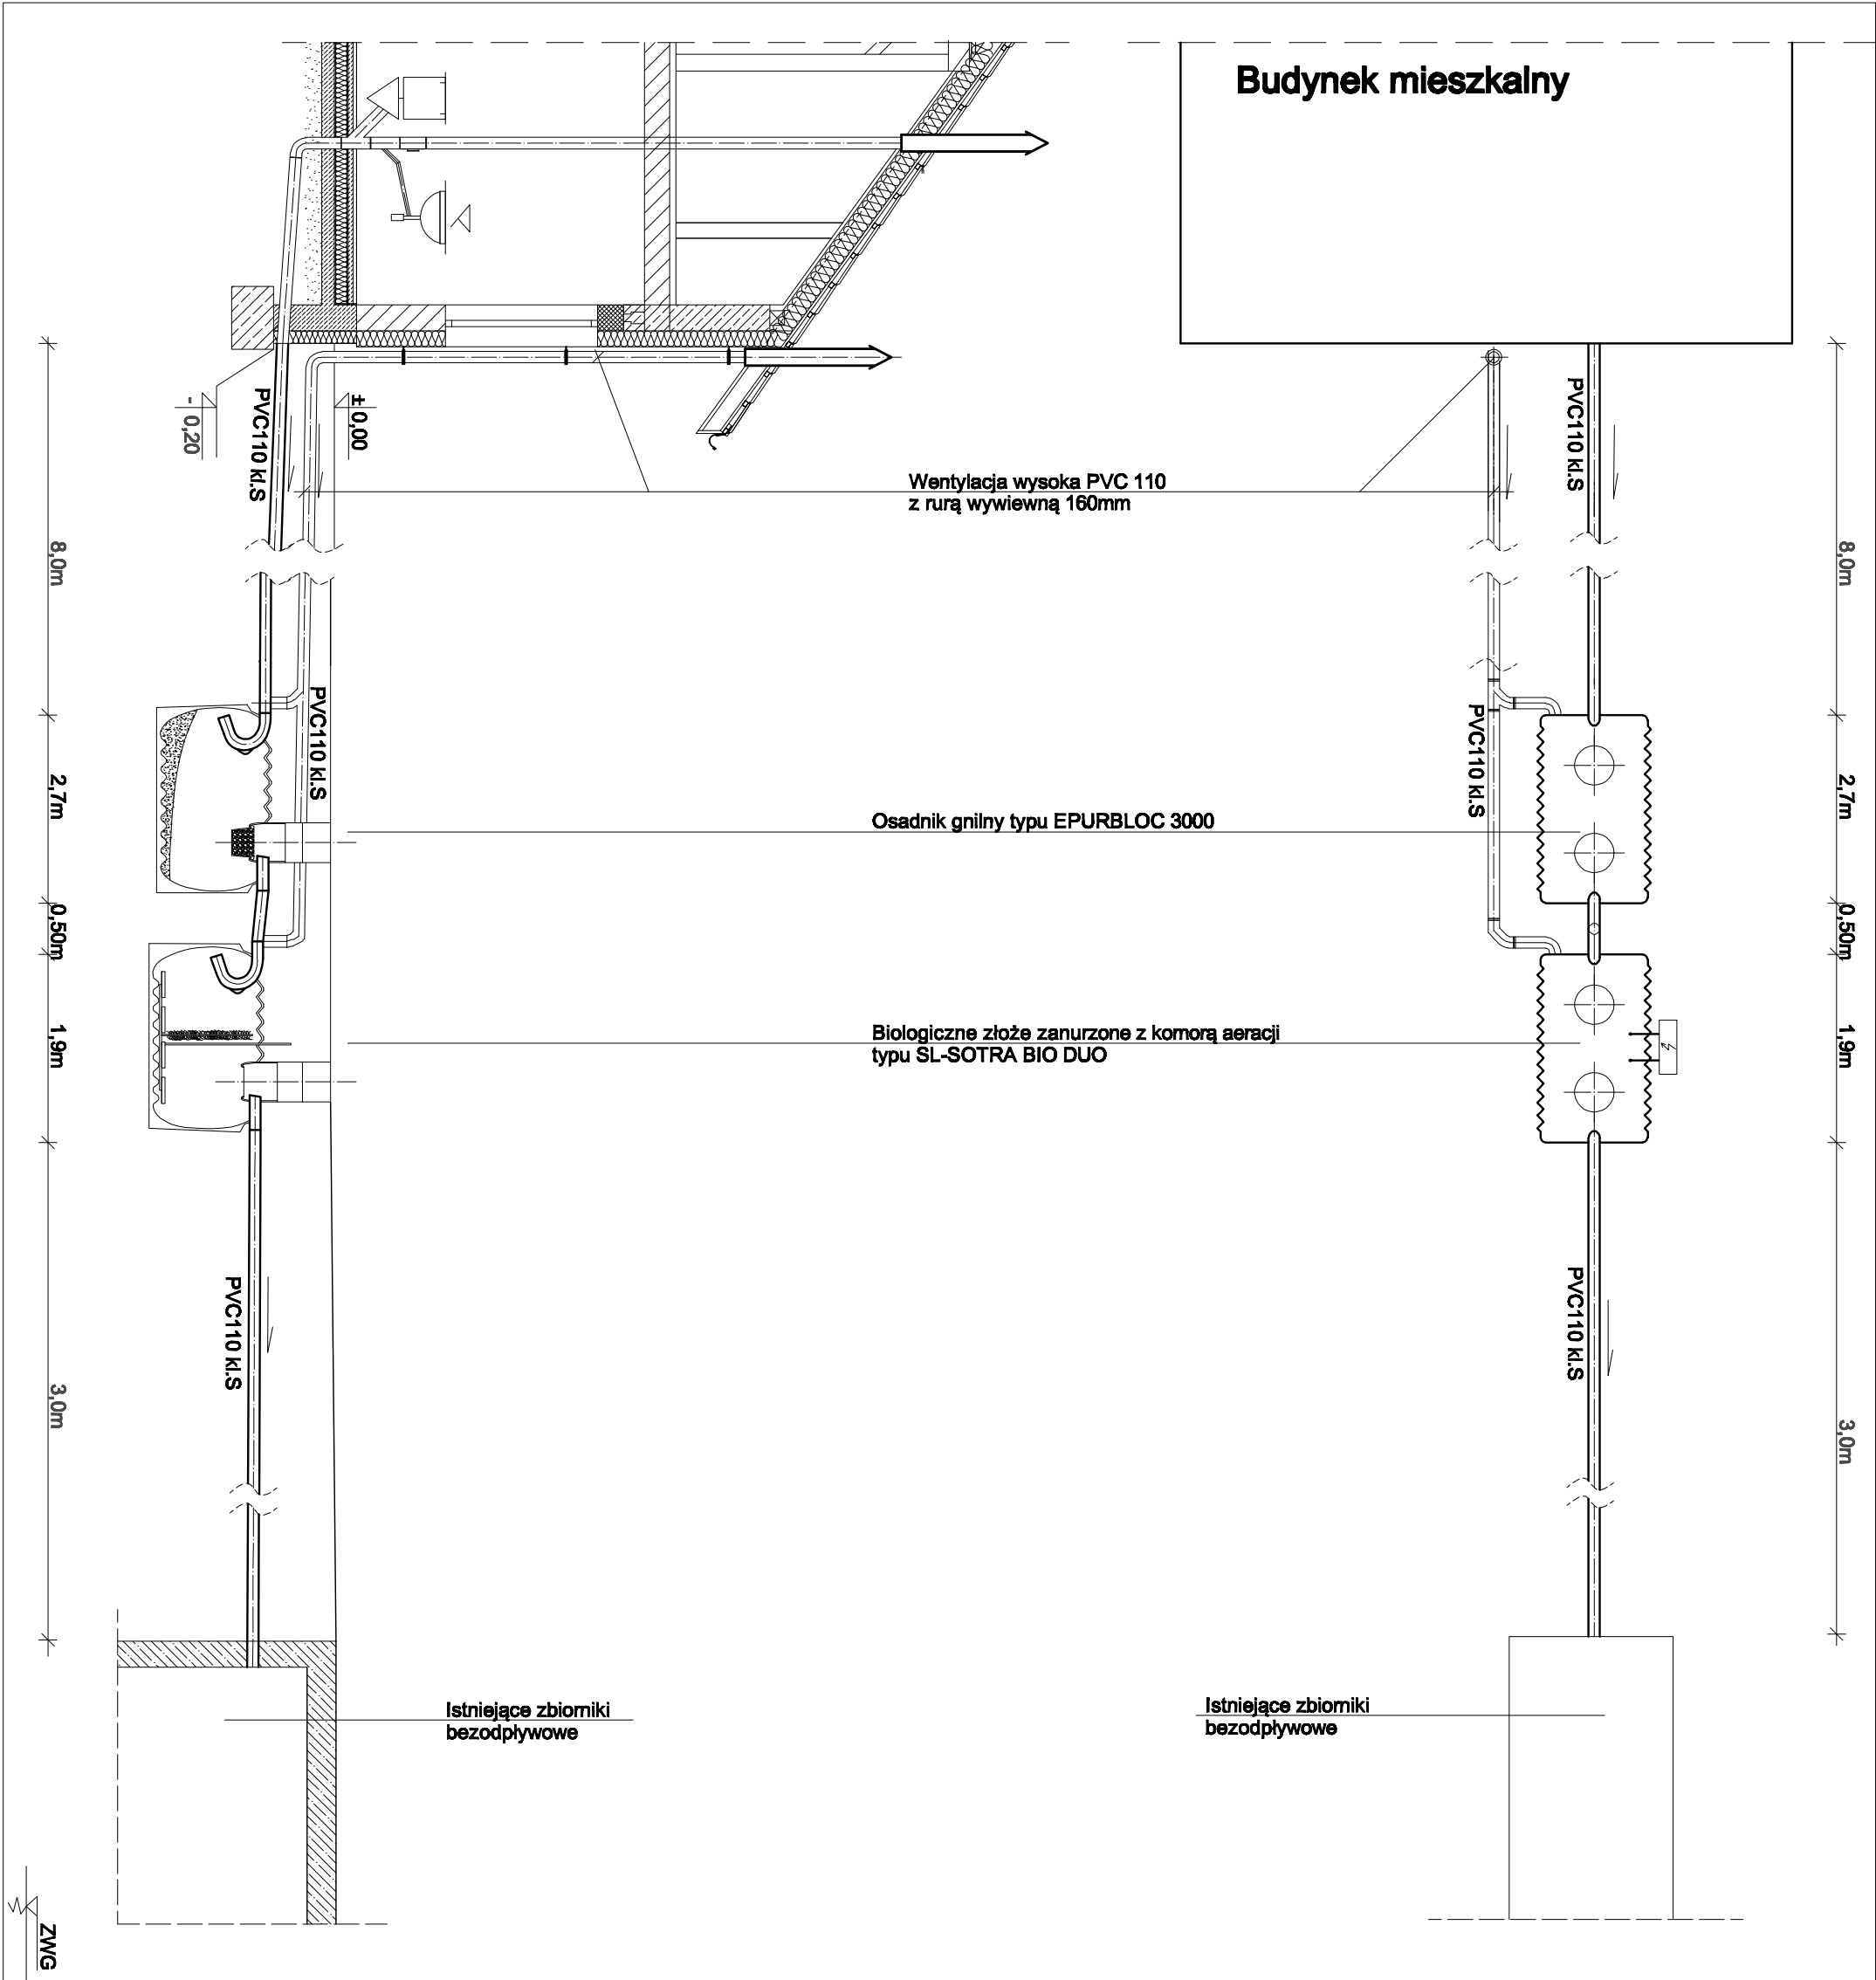 Budynek mieszkalny
PVC110 kl.S
- 0,20
± 0,00
PVC110 kl.S
Wentylacja wysoka PVC 110
z rurą wywiewną 160mm
8,0m
8,0m
PVC110 kl.S
PVC110 kl.S
2,7m
2,7m
Osadnik gnilny typu EPURBLOC 3000
0,50m
0,50m
1,9m
1,9m
Biologiczne złoże zanurzone z komorą aeracji
typu SL-SOTRA BIO DUO
PVC110 kl.S
PVC110 kl.S
3,0m
3,0m
Istniejące zbiorniki
bezodpływowe
Istniejące zbiorniki
bezodpływowe
ZWG